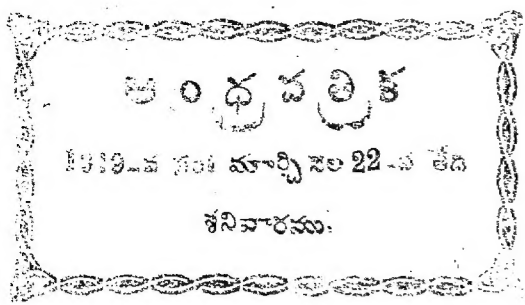 ఆంధ్రపత్రిక
1919-వ సం॥ మార్చి నెల 22-వ తేది
శనివారము.